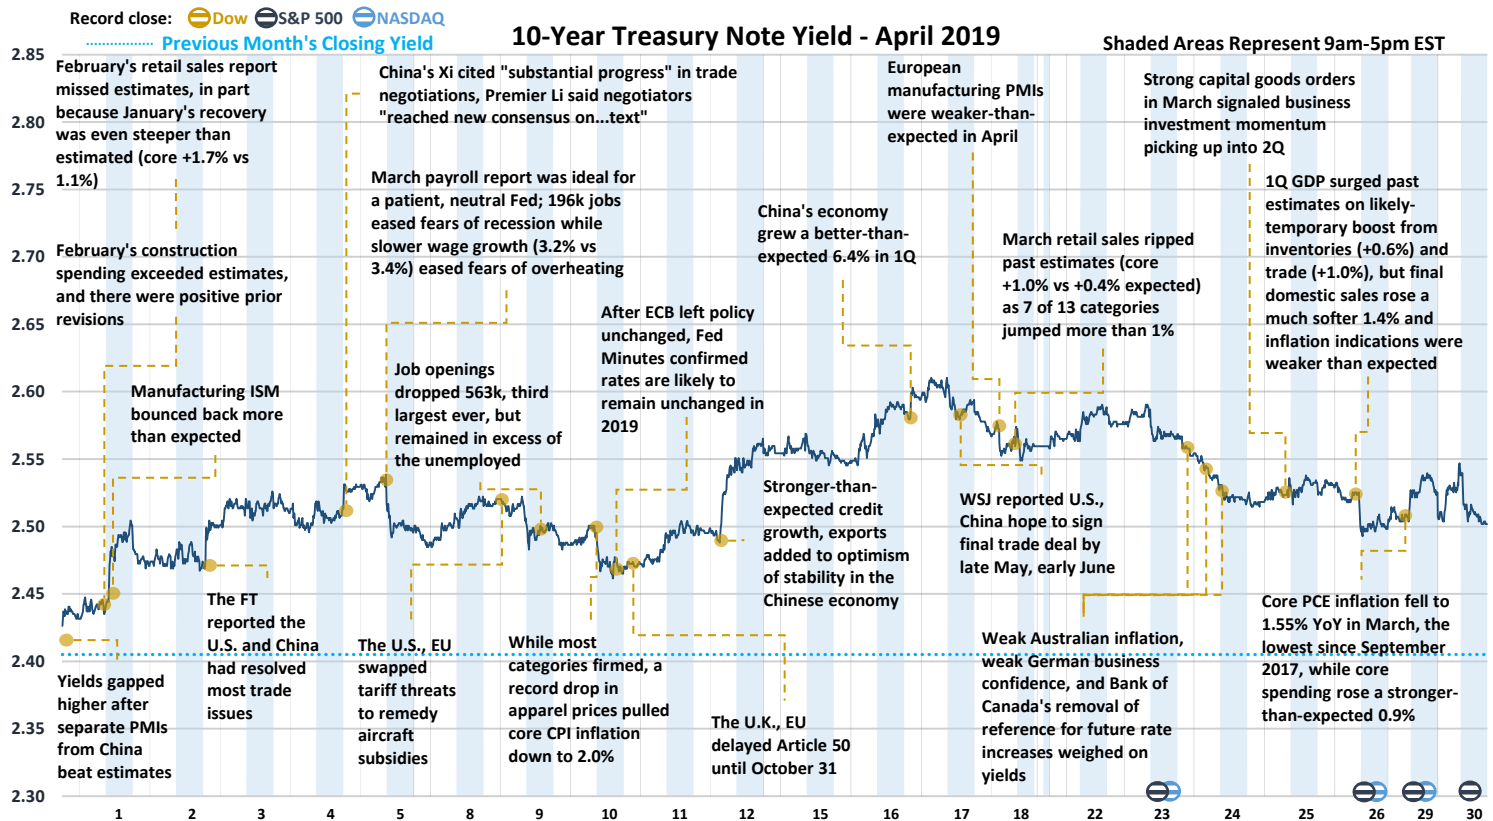 Record close: Dow S&P 500 NASDAQ
Previous Month's Closing Yield
10-Year Treasury Note Yield - April 2019
Shaded Areas Represent 9am-5pm EST
2.85
2.80
2.75
2.70
2.65
2.60
2.55
2.50
2.45
2.40
2.35
2.30
February's retail sales report
missed estimates, in part
because January's recovery
was even steeper than
estimated (core +1.7% vs
1.1%)
February's construction
spending exceeded estimates,
and there were positive prior
revisions
Manufacturing ISM
bounced back more
than expected
Yields gapped
higher after
separate PMIs
from China
beat estimates
The FT
reported the
U.S. and China
had resolved
most trade
issues
China's Xi cited "substantial progress" in trade
negotiations, Premier Li said negotiators
"reached new consensus on...text"
March payroll report was ideal for
a patient, neutral Fed; 196k jobs
eased fears of recession while
slower wage growth (3.2% vs
3.4%) eased fears of overheating
Job openings
dropped 563k, third
largest ever, but
remained in excess of
the unemployed
The U.S., EU
swapped
tariff threats
to remedy
aircraft
subsidies
While most
categories firmed, a
record drop in
apparel prices pulled
core CPI inflation
down to 2.0%
After ECB left policy
unchanged, Fed
Minutes confirmed
rates are likely to
remain unchanged in
2019
The U.K., EU
delayed Article 50
until October 31
Stronger-than-
expected credit
growth, exports
added to optimism
of stability in the
Chinese economy
China's economy
grew a better-than-
expected 6.4% in 1Q
European
manufacturing PMIs
were weaker-than-
expected in April
WSJ reported U.S.,
China hope to sign
final trade deal by
late May, early June
March retail sales ripped
past estimates (core
+1.0% vs +0.4% expected)
as 7 of 13 categories
jumped more than 1%
Weak Australian inflation,
weak German business
confidence, and Bank of
Canada's removal of
reference for future rate
increases weighed on
yields
Strong capital goods orders
in March signaled business
investment momentum
picking up into 2Q
1Q GDP surged past
estimates on likely-
temporary boost from
inventories (+0.6%) and
trade (+1.0%), but final
domestic sales rose a
much softer 1.4% and
inflation indications were
weaker than expected
Core PCE inflation fell to
1.55% YoY in March, the
lowest since September
2017, while core
spending rose a stronger-
than-expected 0.9%
1 2 3 4 5 8 9 10 11 12 15 16 17 18 22 23 24 25 26 29 30